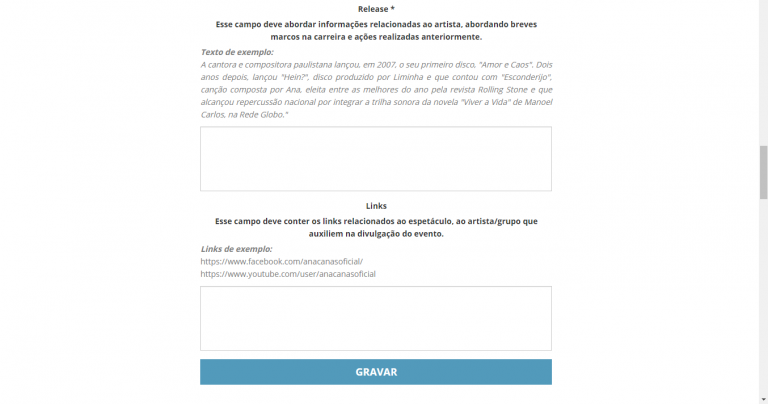 Release *
Esse campo deve abordar informações relacionadas ao artista, abordando breves
marcos na carreira e ações realizadas anteriormente.
Texto de exemplo:
A cantora e compositora paulistana lançou, em 2007, o seu primeiro disco, "Amor e Caos". Dois
anos depois, lançou "Hein?", disco produzido por Liminha e que contou com "Esconderijo",
canção composta por Ana, eleita entre as melhores do ano pela revista Rolling Stone e que
alcançou repercussão nacional por integrar a trilha sonora da novela "Viver a Vida" de Manoel
Carlos, na Rede Globo."
Links
Esse campo deve conter os links relacionados ao espetáculo, ao artista/grupo que
auxiliem na divulgação do evento.
Links de exemplo:
https://www.facebook.com/anacanasoficial/
https://www.youtube.com/user/anacanasoficial
GRAVAR